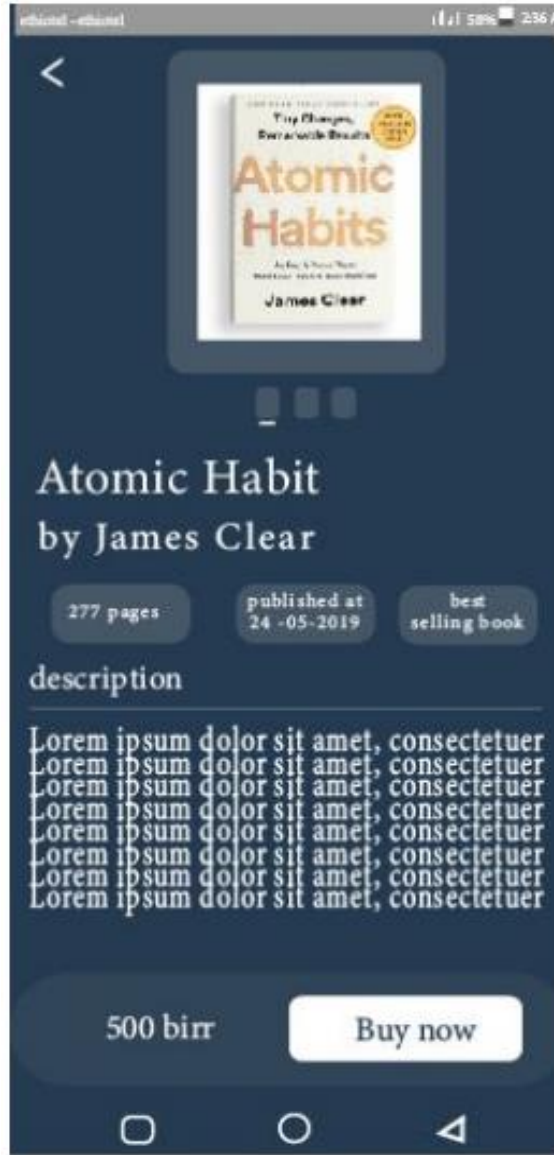 58% 2:36
Tiny Changes,
Remarkable Results
Atomic
Habits
James Clear
Atomic Habit
by James Clear
277 pages
published at
24 -05-2019
best
selling book
description
Lorem ipsum dolor sit amet, consectetuer
Lorem ipsum dolor sit amet, consectetuer
Lorem ipsum dolor sit amet, consectetuer
Lorem ipsum dolor sit amet, consectetuer
Lorem ipsum dolor sit amet, consectetuer
Lorem ipsum dolor sit amet, consectetuer
Lorem ipsum dolor sit amet, consectetuer
Lorem ipsum dolor sit amet, consectetuer
500 birr
Buy now